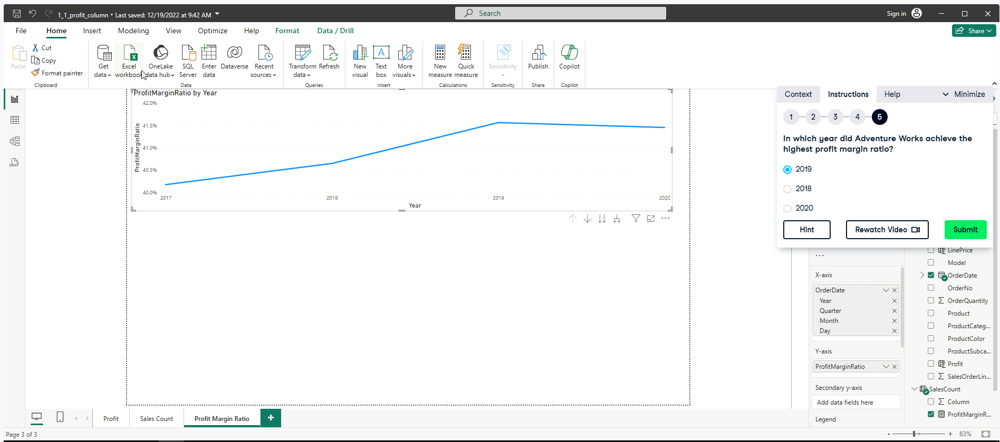 1_1_profit_column • Last saved: 12/19/2022 at 9:42 AM
Search
Sign in
File Home Insert Modeling View Optimize Help Format Data / Drill
Share
Paste
Cut
Copy
Format painter
Clipboard
Get data
Excel workbook
OneLake data hub
SQL Server
Enter data
Dataverse
Recent sources
Data
Transform data
Refresh
Queries
New visual
Text box
More visuals
Insert
New measure
Quick measure
Calculations
Sensitivity
Sensitivity
Publish
Share
Copilot
Copilot
ProfitMarginRatio by Year
42.0%
41.5%
41.0%
40.5%
40.0%
ProfitMarginRatio
2017 2018 2019 2020
Year
Context Instructions Help Minimize
1 2 3 4 5
In which year did Adventure Works achieve the
highest profit margin ratio?
2019
2018
2020
Hint Rewatch Video Submit
...
X-axis
OrderDate
Year
Quarter
Month
Day
Y-axis
ProfitMarginRatio
Secondary y-axis
Add data fields here
Legend
LinePrice
Model
OrderDate
OrderNo
OrderQuantity
Product
ProductCateg...
ProductColor
ProductSubca...
Profit
SalesOrderLin...
SalesCount
Column
ProfitMarginR...
Profit Sales Count Profit Margin Ratio +
Page 3 of 3
- + 83%